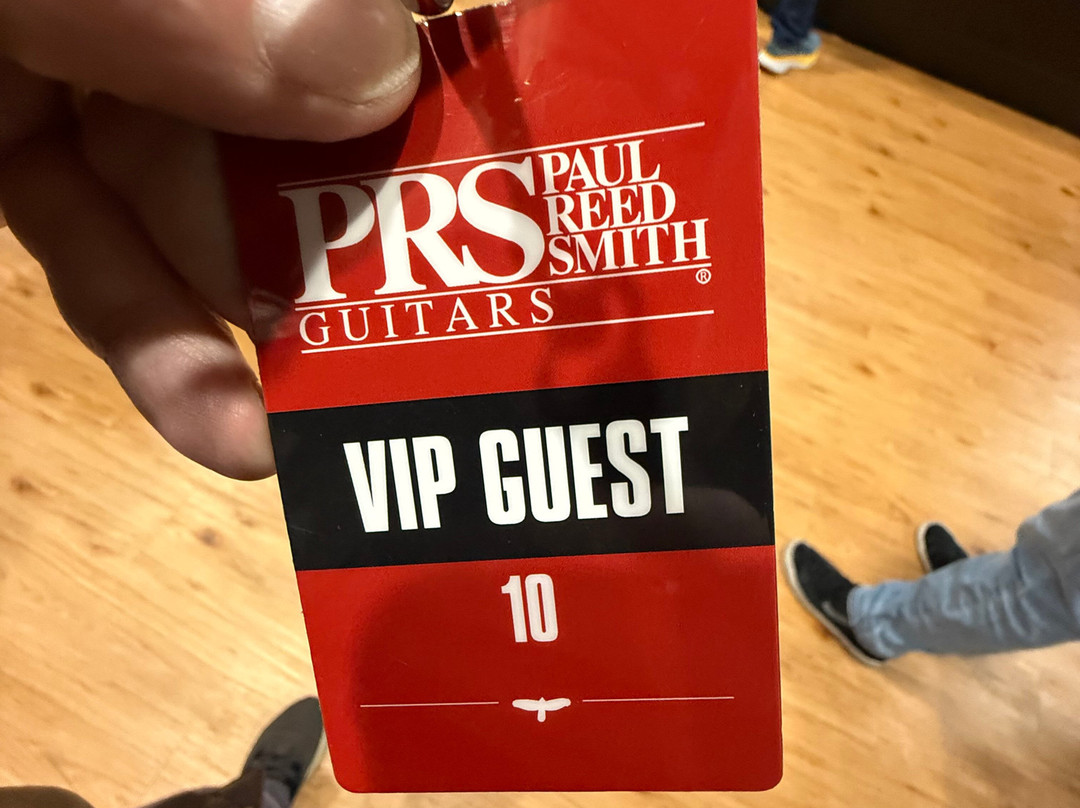 PRS PAUL
REED
SMITH®
GUITARS
VIP GUEST
10